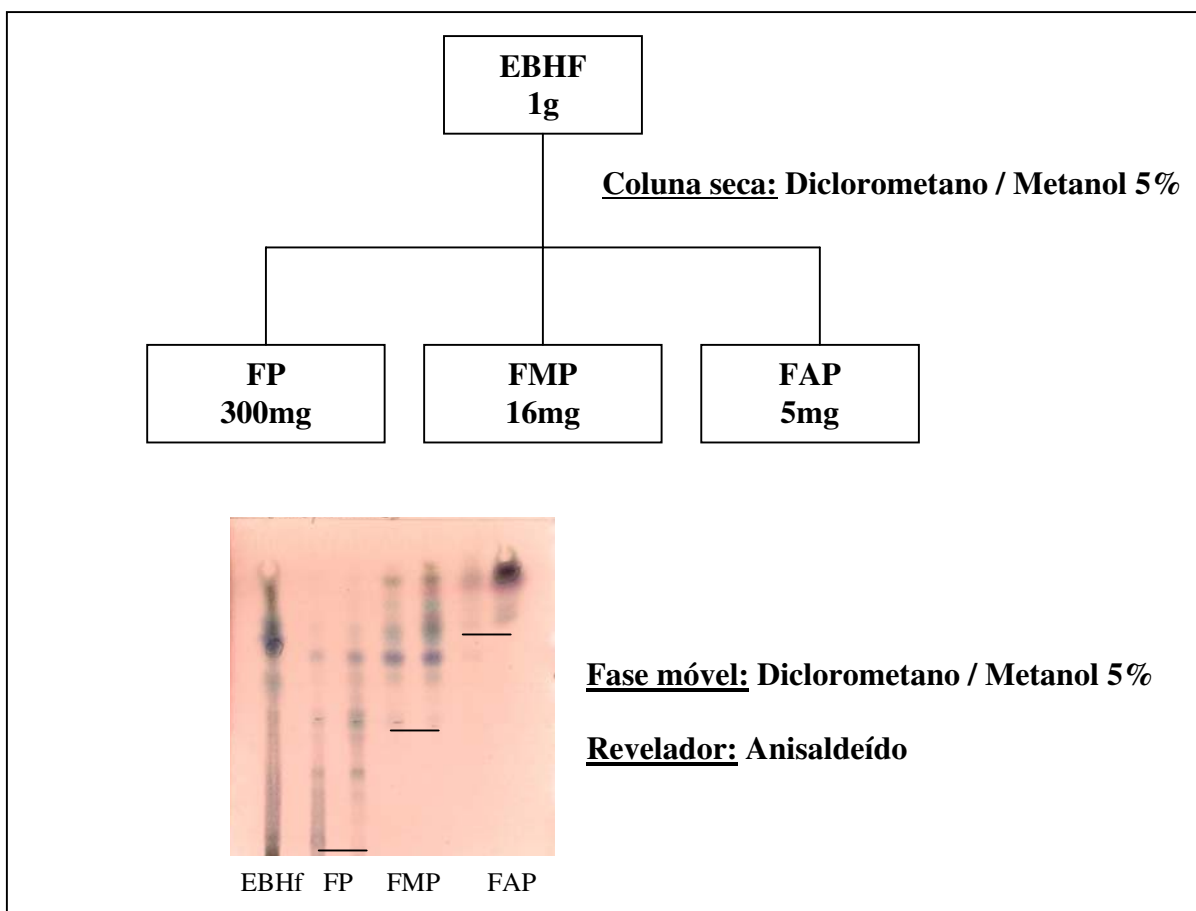 EBHF
1g
Coluna seca: Diclorometano / Metanol 5%
FP
300mg
FMP
16mg
FAP
5mg
Fase móvel: Diclorometano / Metanol 5%
Revelador: Anisaldeído
EBHf FP FMP FAP